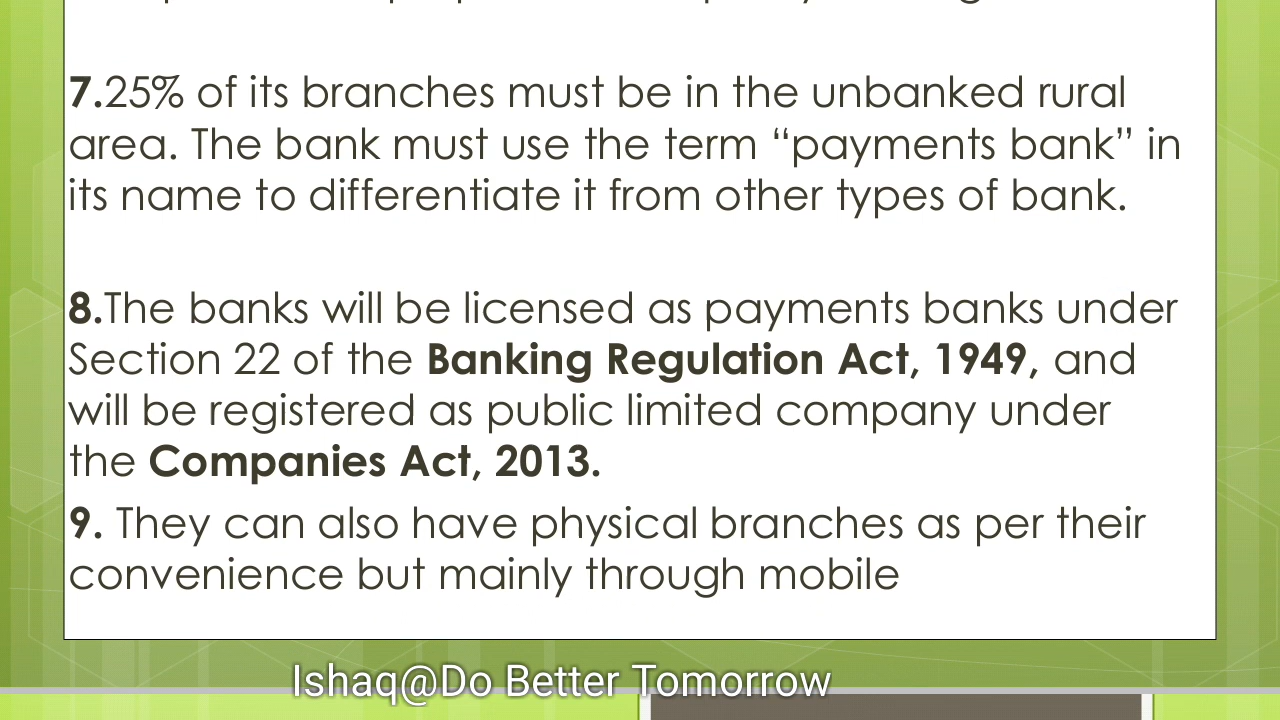 7.25% of its branches must be in the unbanked rural
area. The bank must use the term “payments bank” in
its name to differentiate it from other types of bank.
8.The banks will be licensed as payments banks under
Section 22 of the Banking Regulation Act, 1949, and
will be registered as public limited company under
the Companies Act, 2013.
9. They can also have physical branches as per their
convenience but mainly through mobile
Ishaq@Do Better Tomorrow